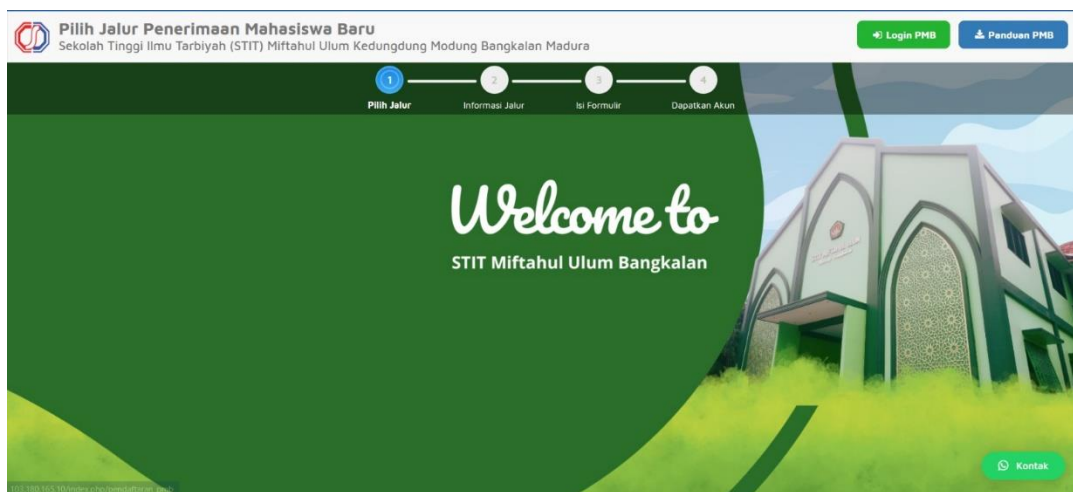 Pilih Jalur Penerimaan Mahasiswa Baru
Sekolah Tinggi Ilmu Tarbiyah (STIT) Miftahul Ulum Kedungdung Modung Bangkalan Madura
Login PMB
Panduan PMB
1
2
3
4
Pilih Jalur
Informasi Jalur
Isi Formulir
Dapatkan Akun
Welcome to
STIT Miftahul Ulum Bangkalan
Kontak